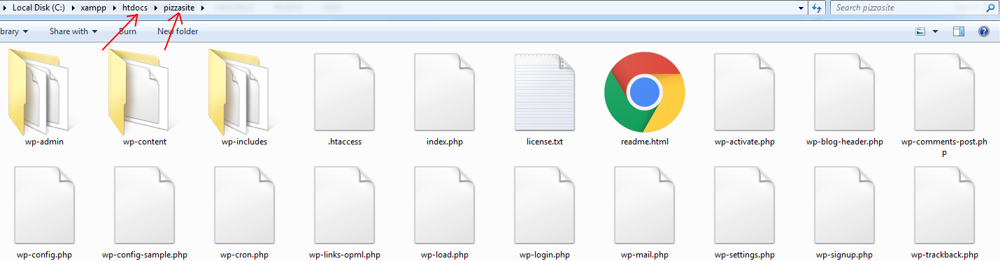 Local Disk (C:) xampp htdocs pizzasite Search pizzasite
brary Share with Burn New folder
wp-admin wp-content wp-includes .htaccess index.php license.txt readme.html wp-activate.php wp-blog-header.php wp-comments-post.ph
p
wp-config.php wp-config-sample.php wp-cron.php wp-links-opml.php wp-load.php wp-login.php wp-mail.php wp-settings.php wp-signup.php wp-trackback.php